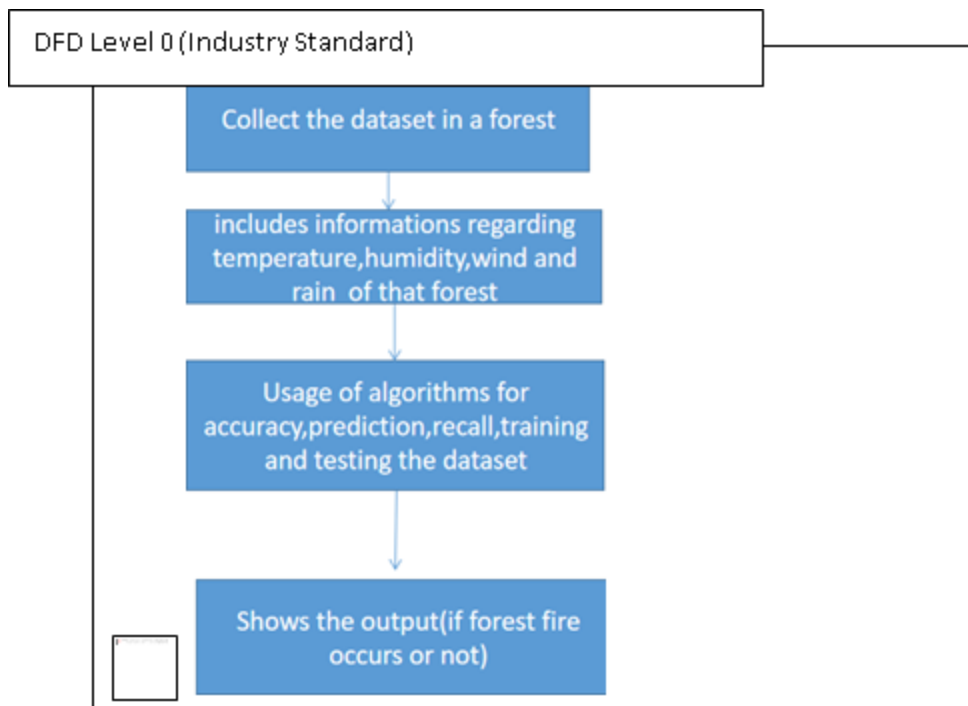 DFD Level 0 (Industry Standard)
Collect the dataset in a forest
includes informations regarding
temperature,humidity,wind and
rain of that forest
Usage of algorithms for
accuracy,prediction,recall,training
and testing the dataset
Shows the output(if forest fire
occurs or not)